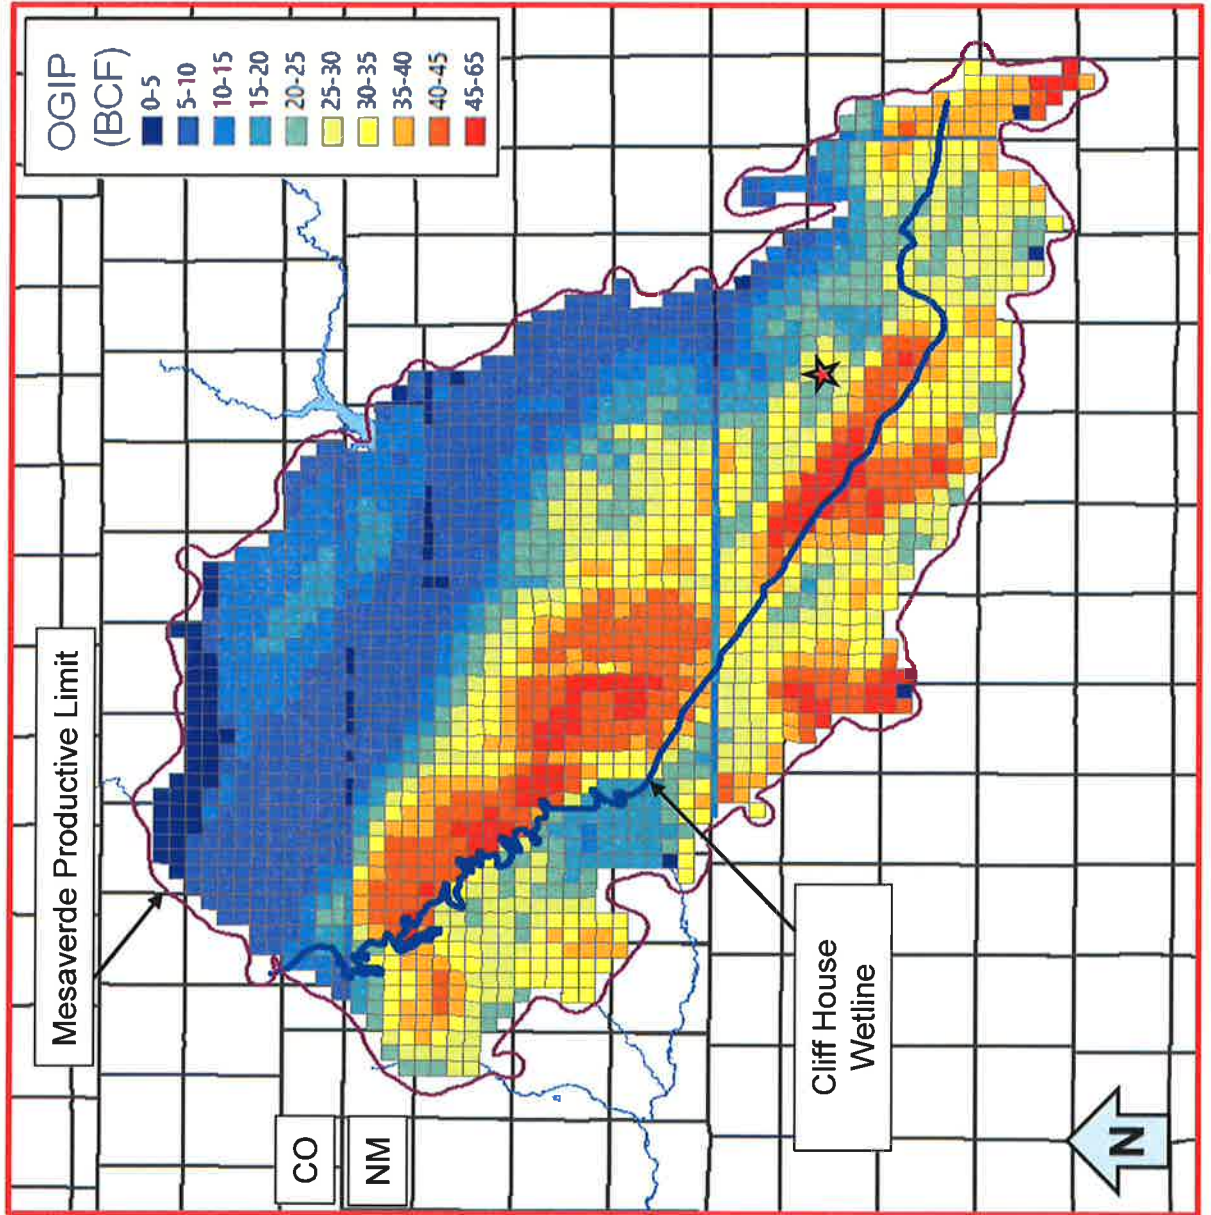 Mesaverde Productive Limit
OGIP
(BCF)
0-5
5-10
10-15
15-20
20-25
25-30
30-35
35-40
40-45
45-65
CO
NM
Cliff House
Wetline
N